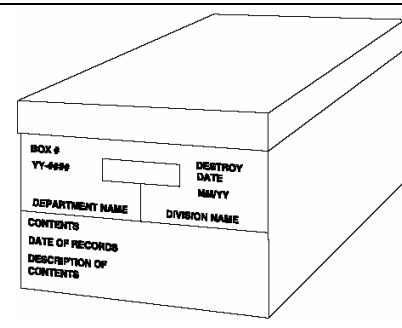 BOX #
YY-####
DESTROY
DATE
MM/YY
DEPARTMENT NAME
DIVISION NAME
CONTENTS
DATE OF RECORDS
DESCRIPTION OF
CONTENTS